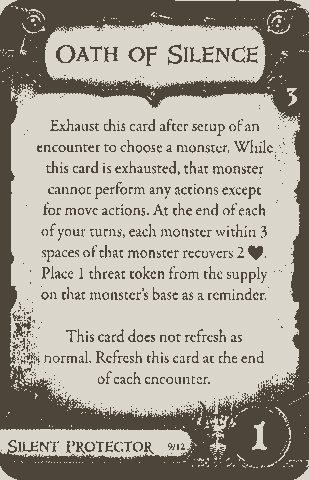 OATH OF SILENCE
3
Exhaust this card after setup of an
encounter to choose a monster. While
this card is exhausted, that monster
cannot perform any actions except
for move actions. At the end of each
of your turns, each monster within 3
spaces of that monster recovers 2 ♥.
Place 1 threat token from the supply
on that monster's base as a reminder.
This card does not refresh as
normal. Refresh this card at the end
of each encounter.
SILENT PROTECTOR 9/12
1